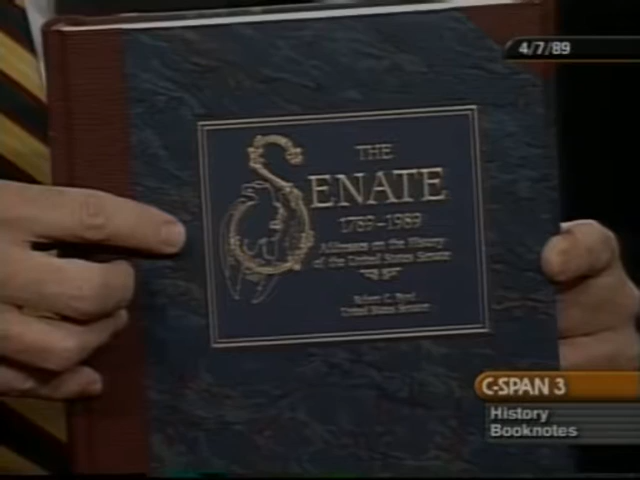 4/7/89
THE
SENATE
1789–1989
Addresses on the History
of the United States Senate
Robert C. Byrd
United States Senator
C-SPAN 3
History
Booknotes